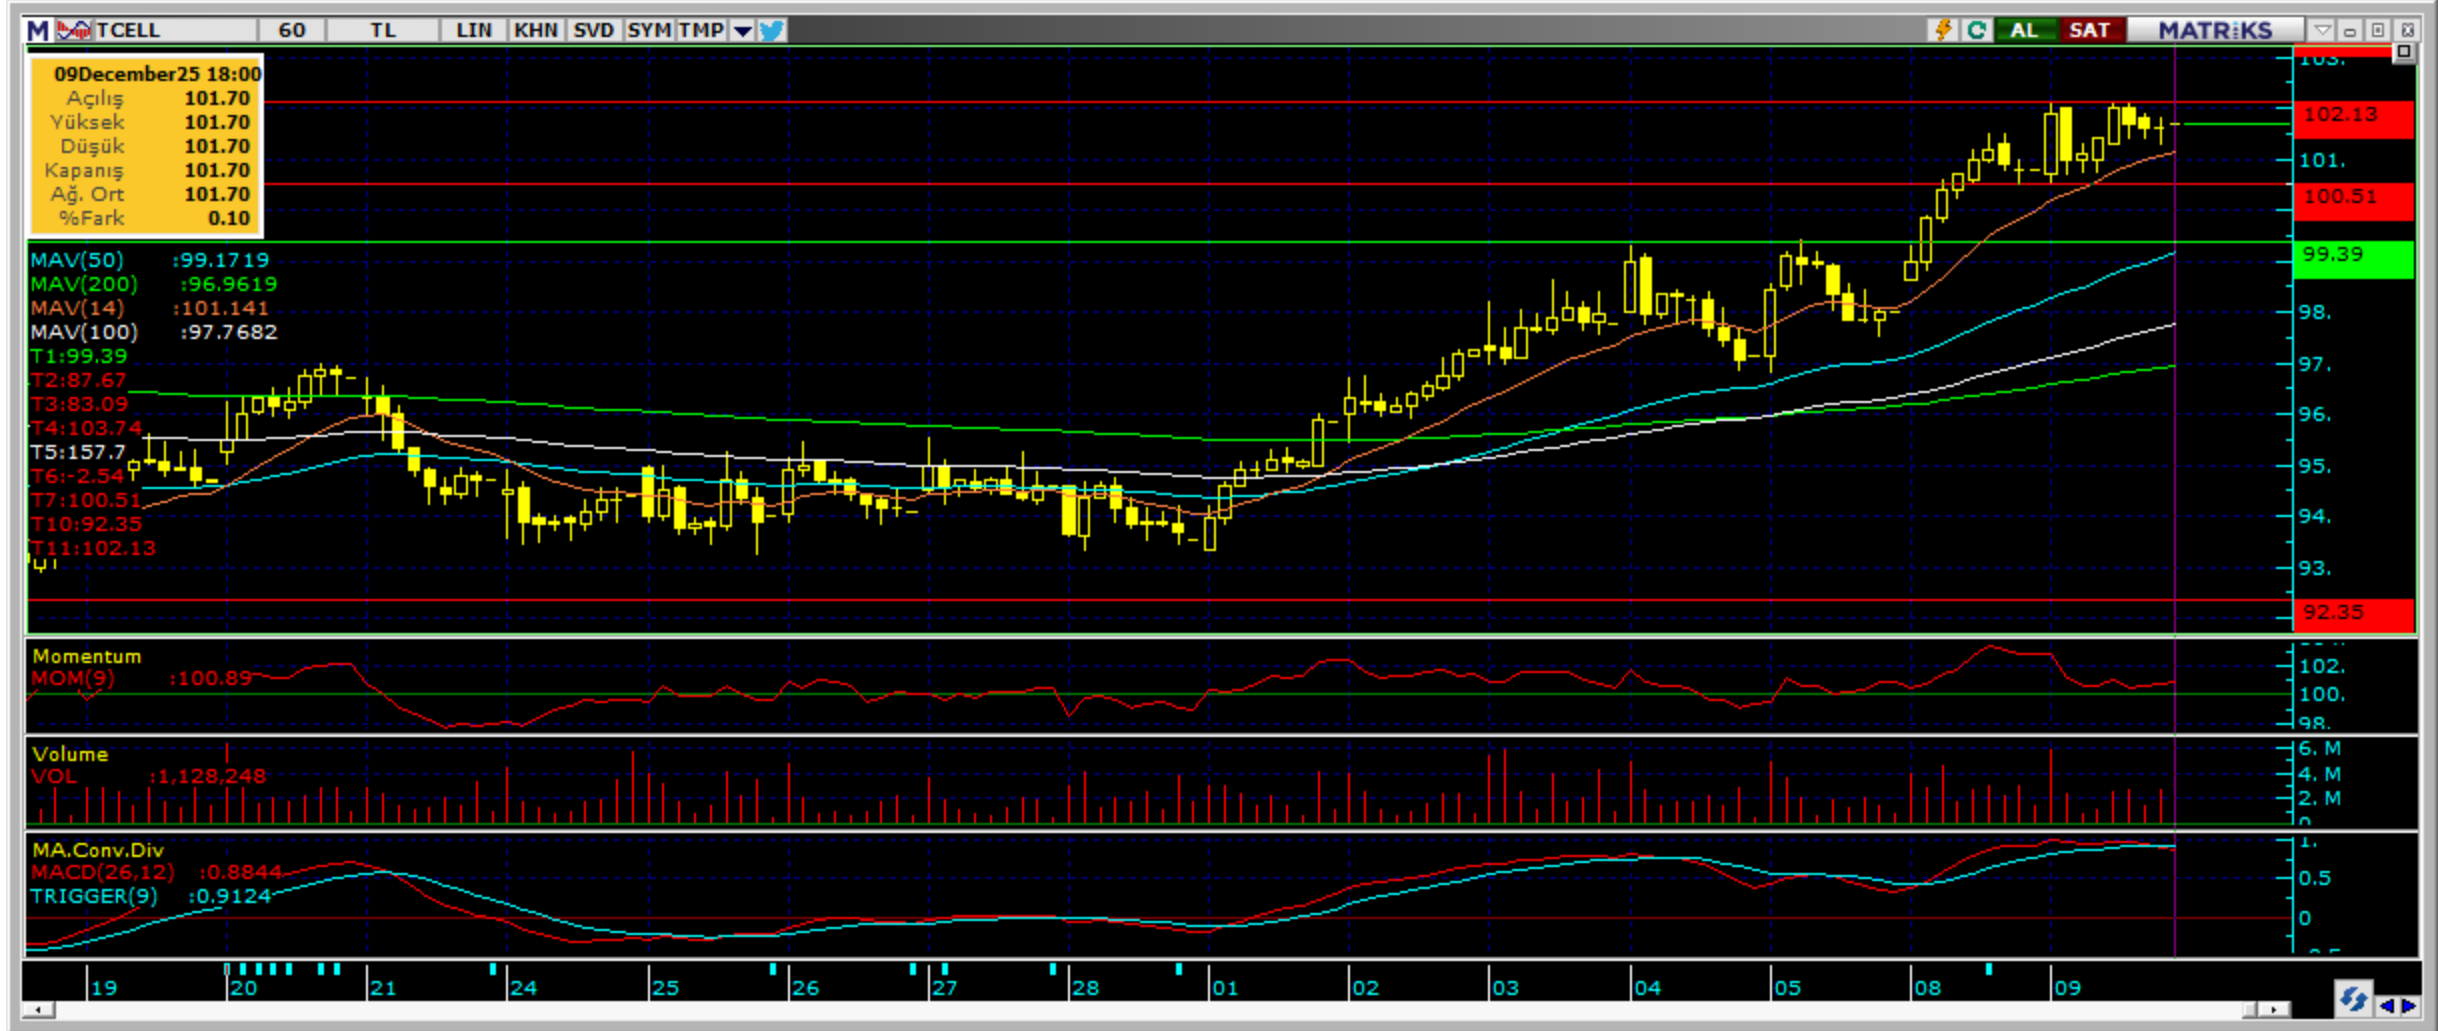 M TCELL 60 TL LIN KHN SVD SYM TMP AL SAT MATRİKS
09December25 18:00
Açılış 101.70
Yüksek 101.70
Düşük 101.70
Kapanış 101.70
Ağ. Ort 101.70
%Fark 0.10
MAV(50) :99.1719
MAV(200) :96.9619
MAV(14) :101.141
MAV(100) :97.7682
T1:99.39
T2:87.67
T3:83.09
T4:103.74
T5:157.7
T6:-2.54
T7:100.51
T10:92.35
T11:102.13
103.
102.13
101.
100.51
99.39
98.
97.
96.
95.
94.
93.
92.35
Momentum
MOM(9) :100.89
102.
100.
98.
Volume
VOL :1,128,248
6. M
4. M
2. M
0
MA.Conv.Div
MACD(26,12) :0.8844
TRIGGER(9) :0.9124
1.
0.5
0
19 20 21 24 25 26 27 28 01 02 03 04 05 08 09